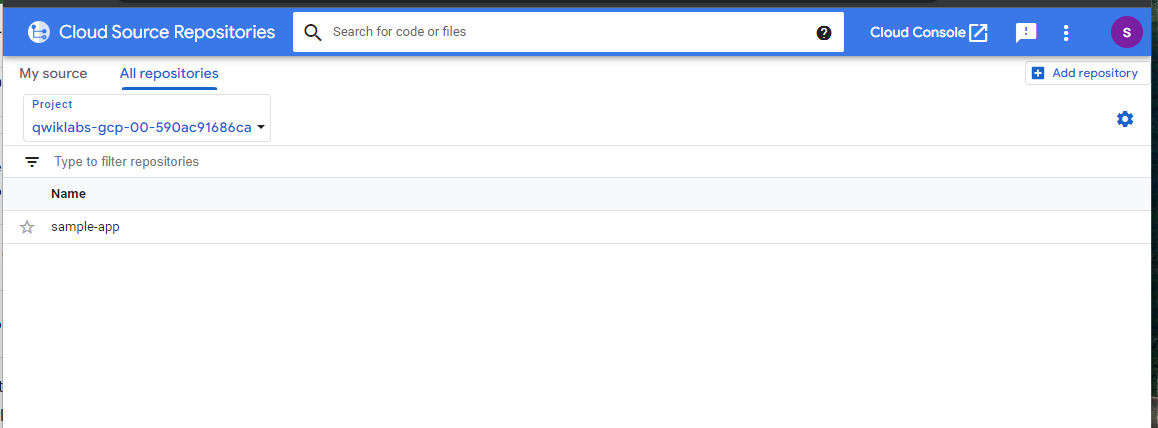 Cloud Source Repositories
Search for code or files
?
Cloud Console
!
S
My source
All repositories
Add repository
Project
qwiklabs-gcp-00-590ac91686ca
Type to filter repositories
Name
sample-app